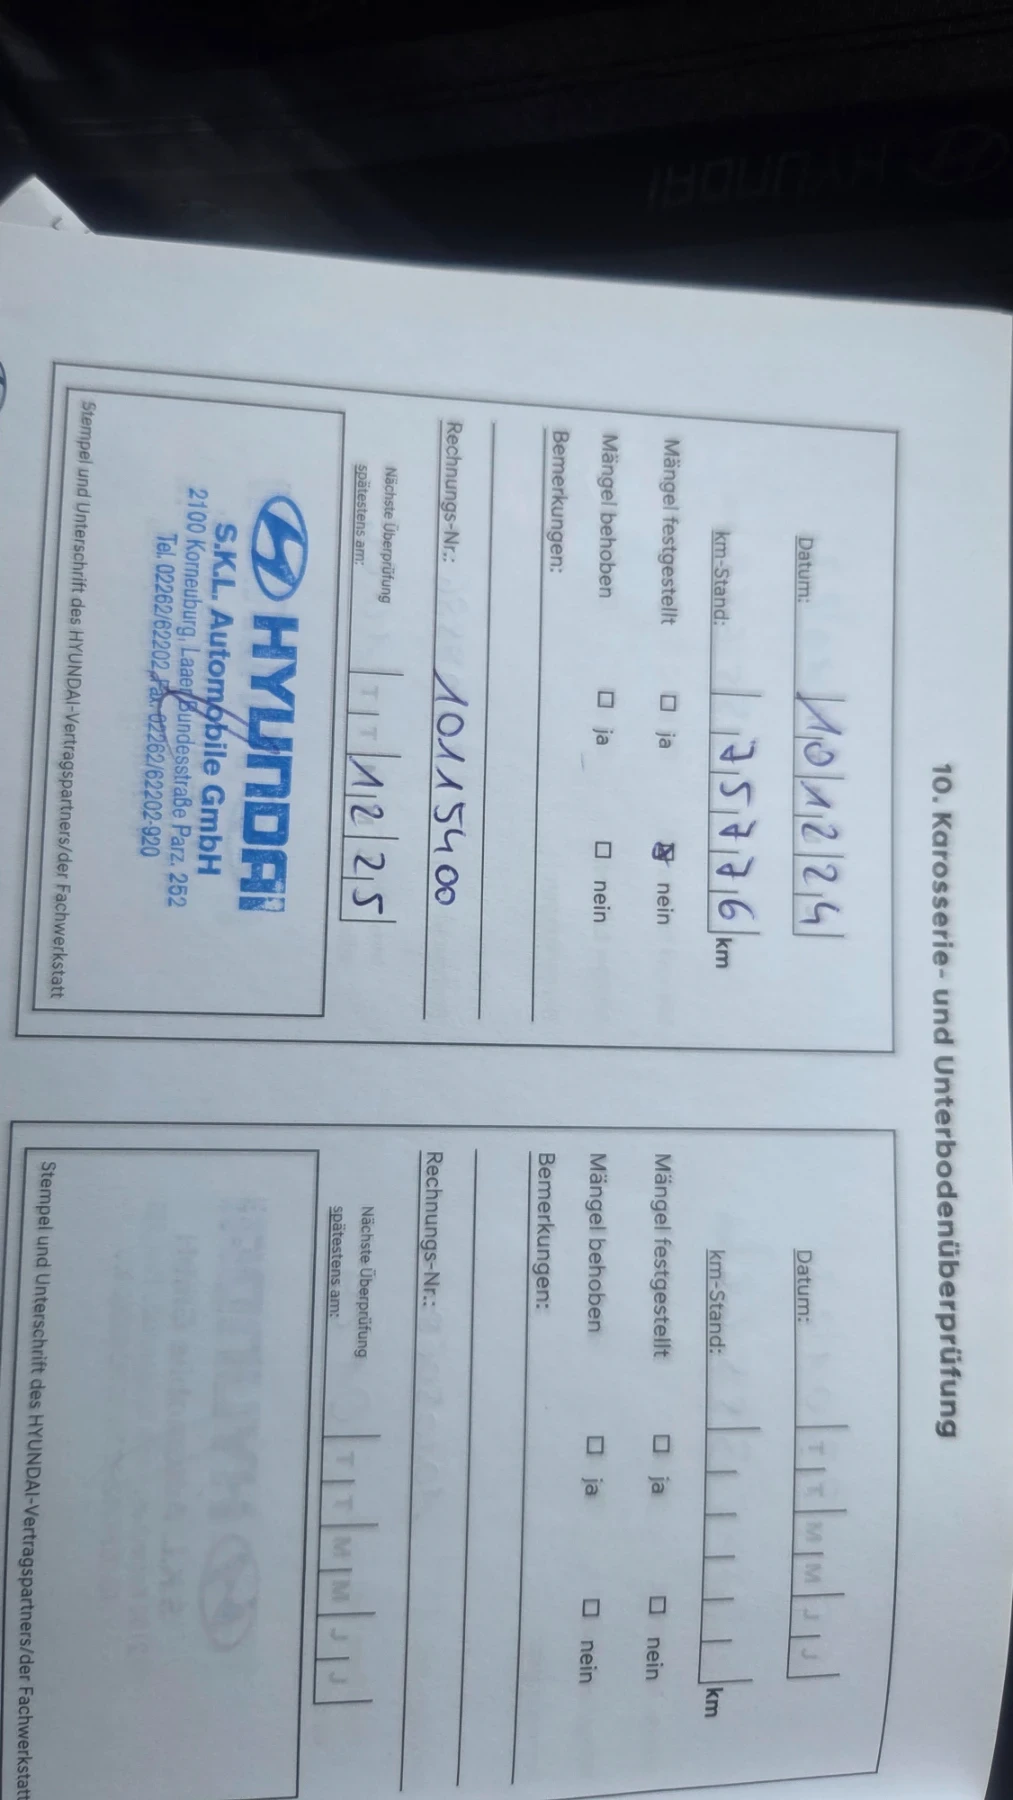 HYUNDAI
10. Karosserie- und Unterbodenüberprüfung
Datum: 10 12 24
km-Stand: 75776 km
Mängel festgestellt ☐ ja ☒ nein
Mängel behoben ☐ ja ☐ nein
Bemerkungen:
Rechnungs-Nr.: 10115400
Nächste Überprüfung
spätestens am: T T 12 25
HYUNDAI
S.K.L. Automobile GmbH
2100 Korneuburg, Laaer Bundesstraße Parz. 252
Tel. 02262/62202, Fax. 02262/62202-920
Stempel und Unterschrift des HYUNDAI-Vertragspartners/der Fachwerkstatt
Datum: T T M M J J
km-Stand: km
Mängel festgestellt ☐ ja ☐ nein
Mängel behoben ☐ ja ☐ nein
Bemerkungen:
Rechnungs-Nr.:
Nächste Überprüfung
spätestens am: T T M M J J
Stempel und Unterschrift des HYUNDAI-Vertragspartners/der Fachwerkstatt